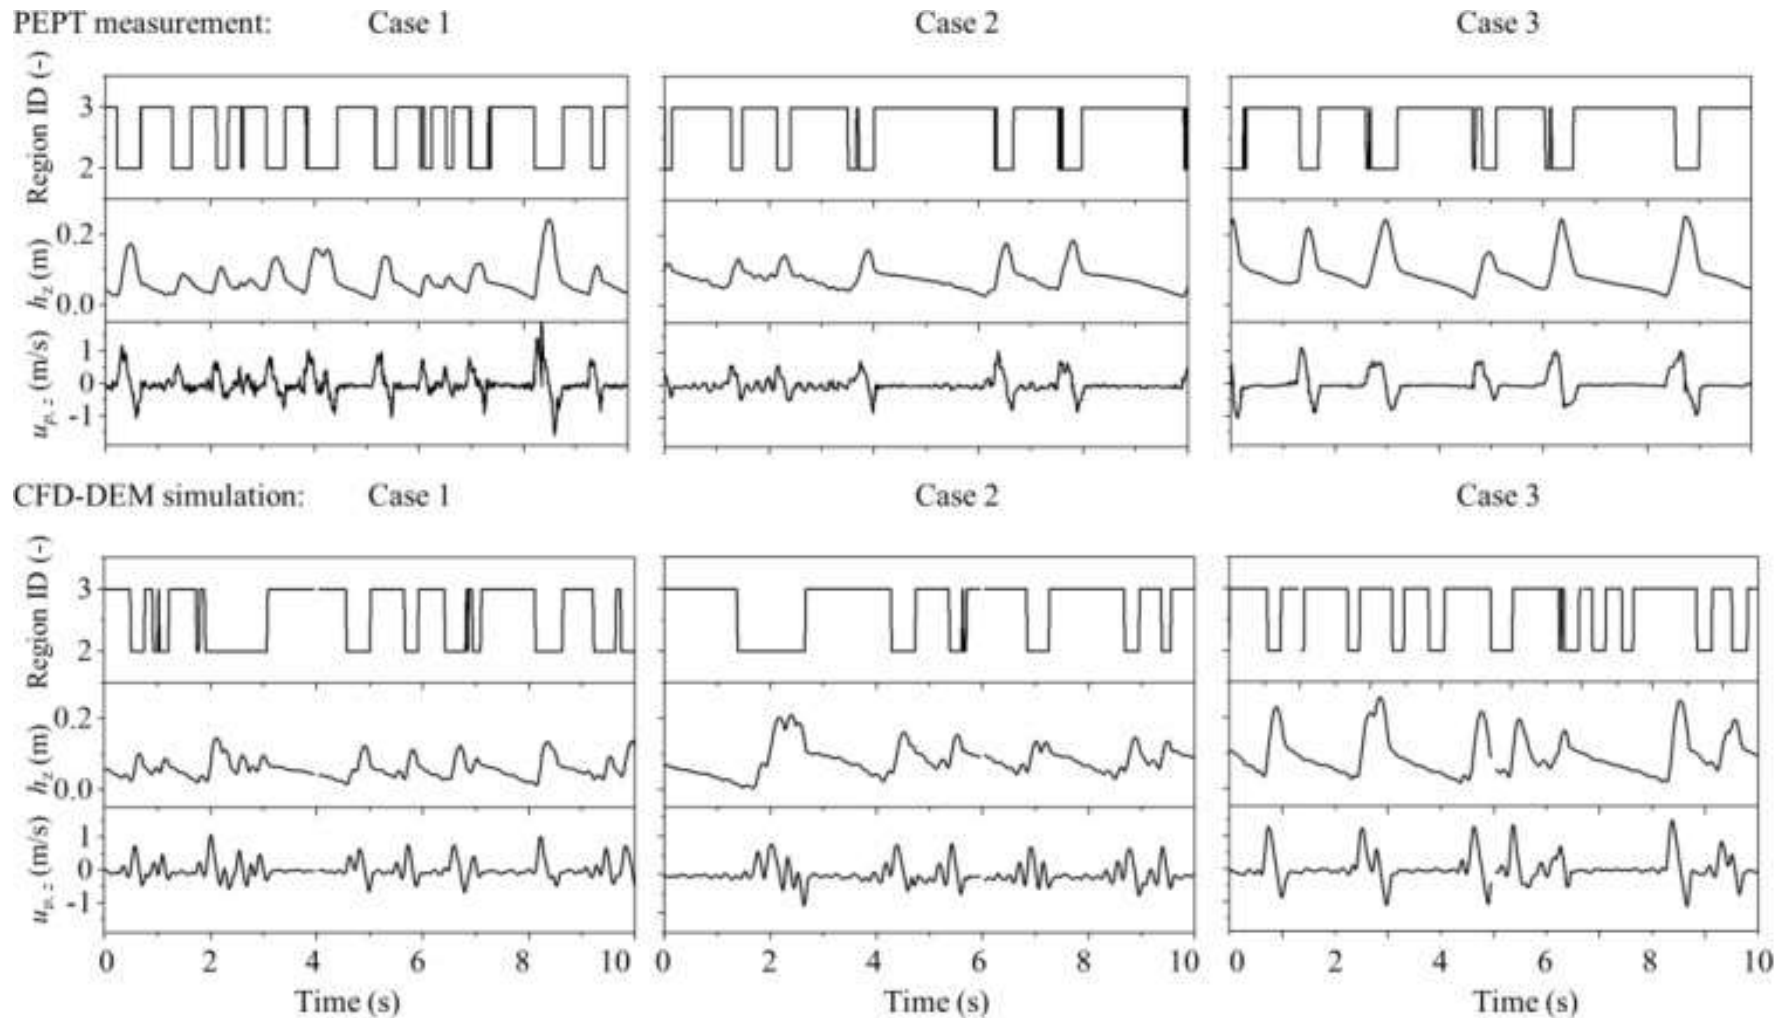 PEPT measurement: Case 1 Case 2 Case 3
Region ID (-)
3
2
h_z (m)
0.2
0.0
u_{p, z} (m/s)
1
0
-1
CFD-DEM simulation: Case 1 Case 2 Case 3
Region ID (-)
3
2
h_z (m)
0.2
0.0
u_{p, z} (m/s)
1
0
-1
0 2 4 6 8 10 0 2 4 6 8 10 0 2 4 6 8 10
Time (s) Time (s) Time (s)